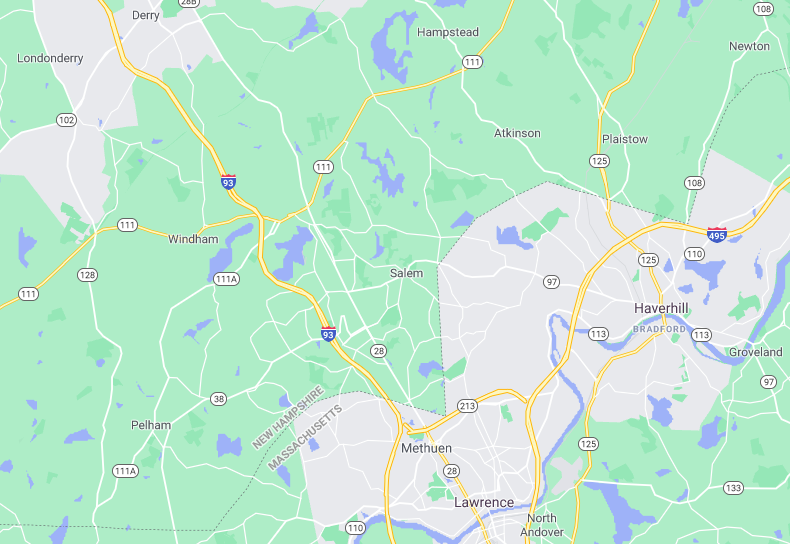 28B
Derry
108
Hampstead
Newton
Londonderry
111
102
Atkinson
Plaistow
125
111
93
108
111
Windham
495
125
110
Salem
128
111A
97
111
Haverhill
BRADFORD
93
113
113
28
Groveland
97
38
213
NEW HAMPSHIRE
MASSACHUSETTS
Pelham
Methuen
125
111A
28
133
Lawrence
North
Andover
110